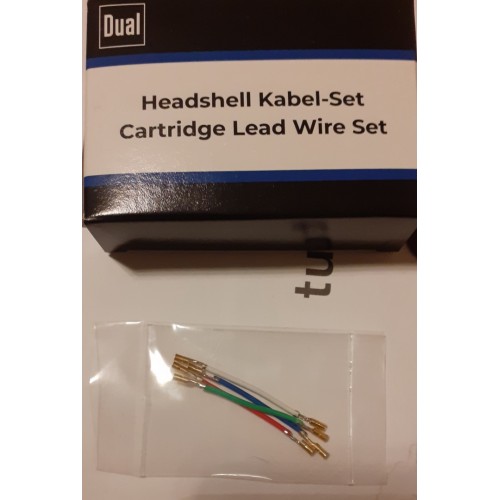 Dual
Headshell Kabel-Set
Cartridge Lead Wire Set